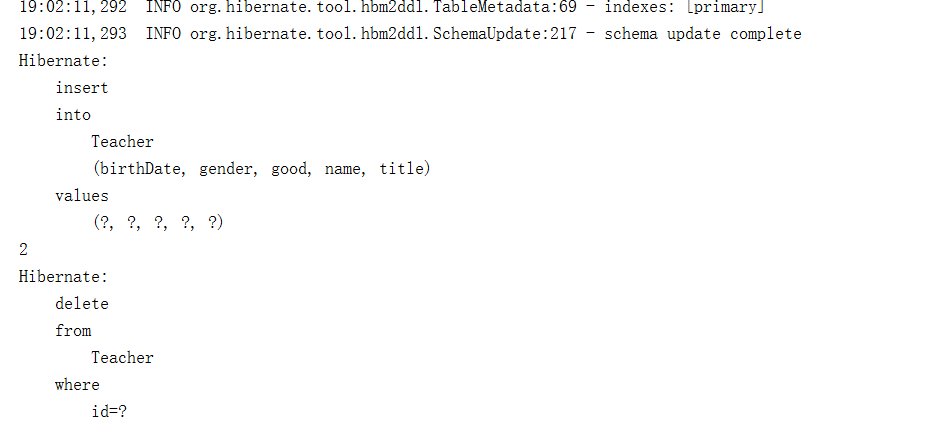 19:02:11,292  INFO org.hibernate.tool.hbm2ddl.TableMetadata:69 - indexes: [primary]
19:02:11,293  INFO org.hibernate.tool.hbm2ddl.SchemaUpdate:217 - schema update complete
Hibernate:
    insert
    into
        Teacher
        (birthDate, gender, good, name, title)
    values
        (?, ?, ?, ?, ?)
2
Hibernate:
    delete
    from
        Teacher
    where
        id=?